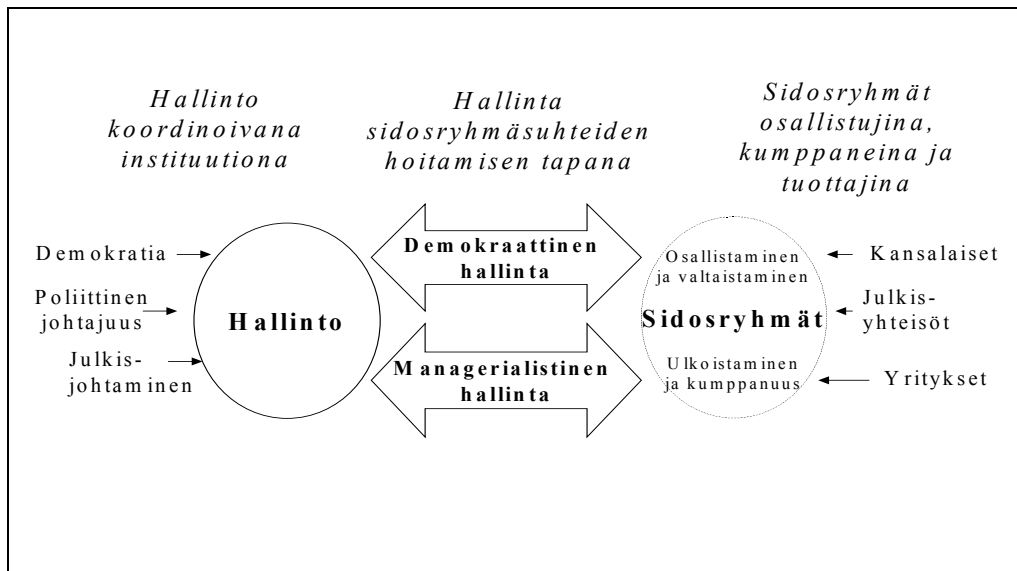 Hallinto
koordinoivana
instituutiona
Hallinta
sidosryhmäsuhteiden
hoitamisen tapana
Sidosryhmät
osallistujina,
kumppaneina ja
tuottajina
Demokratia
Poliittinen
johtajuus
Julkis-
johtaminen
Hallinto
Demokraattinen
hallinta
Managerialistinen
hallinta
Osallistaminen
ja valtaistaminen
Sidosryhmät
Ulkoistaminen
ja kumppanuus
Kansalaiset
Julkis-
yhteisöt
Yritykset